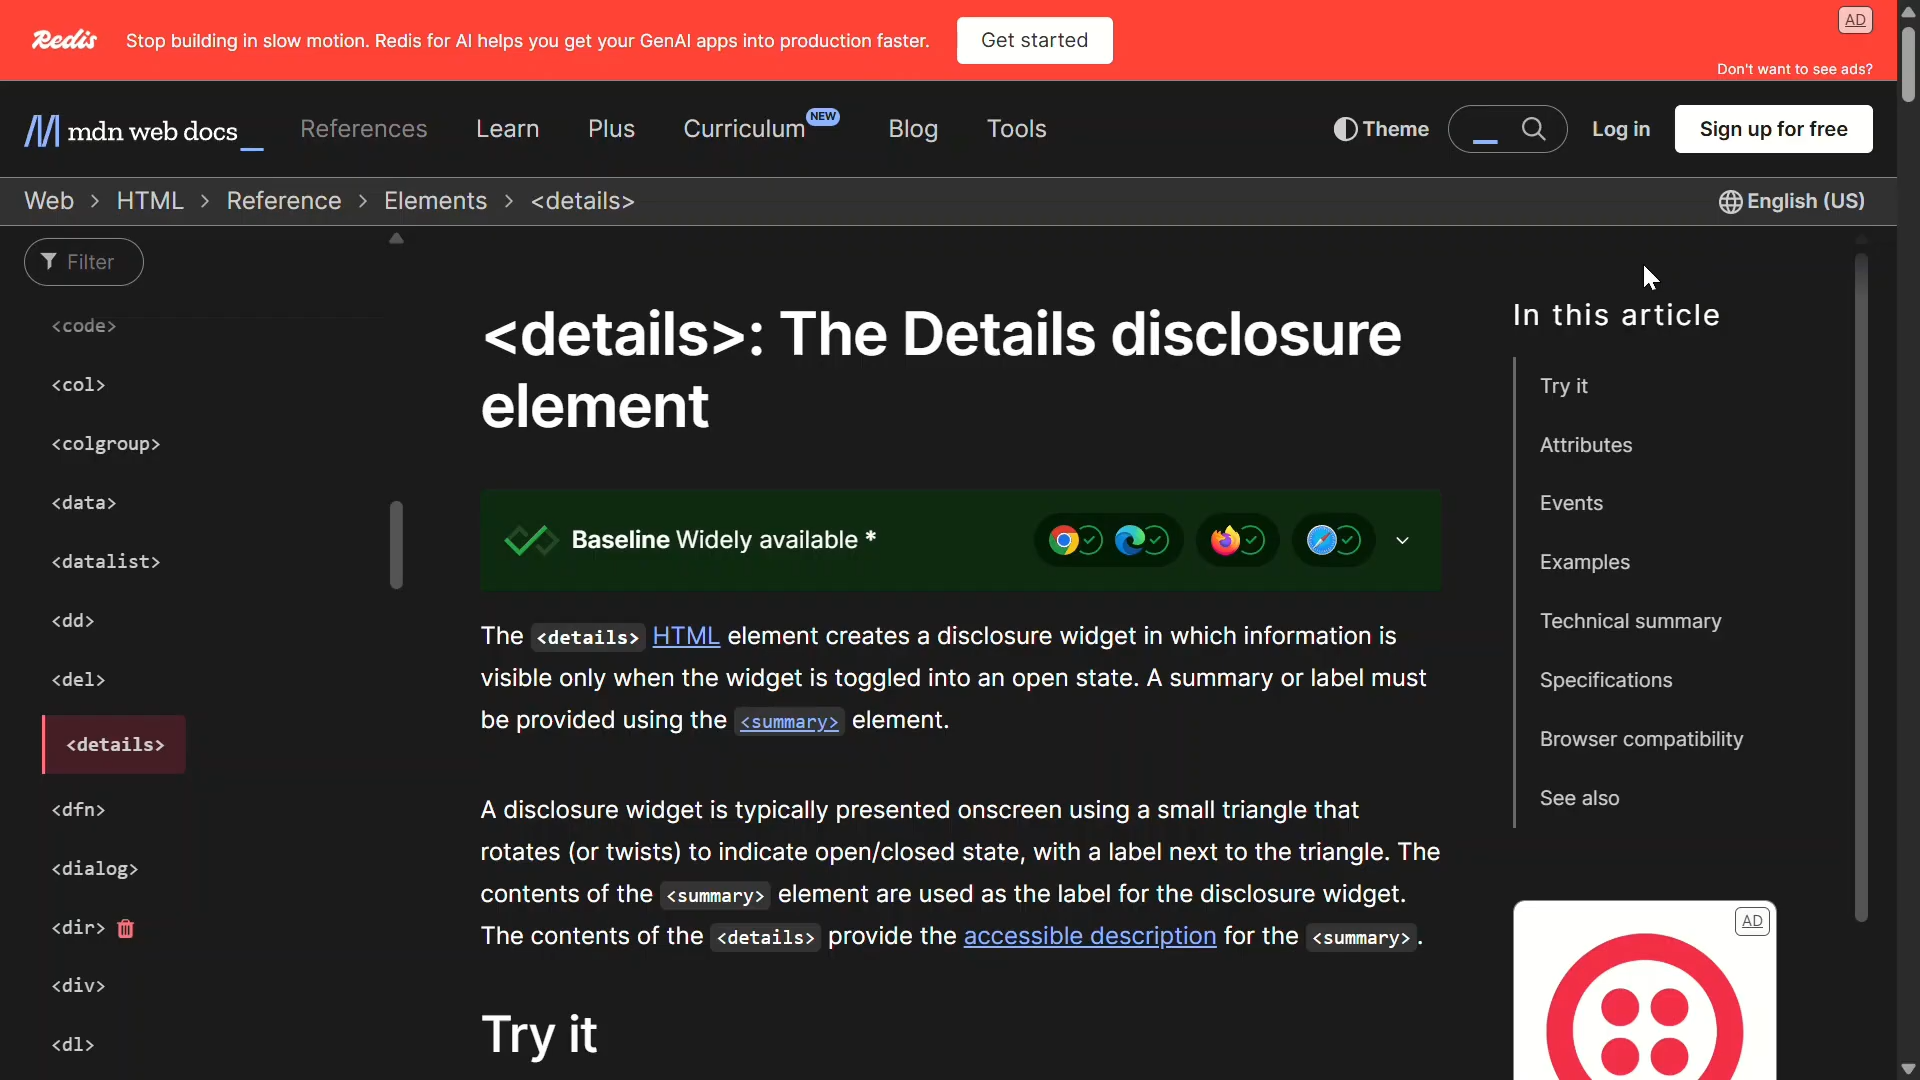 Redis
Stop building in slow motion. Redis for AI helps you get your GenAI apps into production faster.
Get started
AD
Don't want to see ads?
mdn web docs_
References
Learn
Plus
Curriculum NEW
Blog
Tools
Theme
Log in
Sign up for free
Web > HTML > Reference > Elements > <details>
English (US)
Filter
<code>
<col>
<colgroup>
<data>
<datalist>
<dd>
<del>
<details>
<dfn>
<dialog>
<dir>
<div>
<dl>
<details>: The Details disclosure
element
Baseline Widely available *
The <details> HTML element creates a disclosure widget in which information is
visible only when the widget is toggled into an open state. A summary or label must
be provided using the <summary> element.
A disclosure widget is typically presented onscreen using a small triangle that
rotates (or twists) to indicate open/closed state, with a label next to the triangle. The
contents of the <summary> element are used as the label for the disclosure widget.
The contents of the <details> provide the accessible description for the <summary>.
Try it
In this article
Try it
Attributes
Events
Examples
Technical summary
Specifications
Browser compatibility
See also
AD